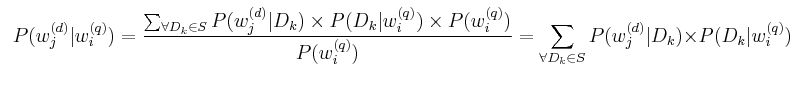 $P(w_j^{(d)}|w_i^{(q)}) = \frac{\sum_{\forall D_k \in S} P(w_j^{(d)}|D_k) \times P(D_k|w_i^{(q)}) \times P(w_i^{(q)})}{P(w_i^{(q)})} = \sum_{\forall D_k \in S} P(w_j^{(d)}|D_k) \times P(D_k|w_i^{(q)})$